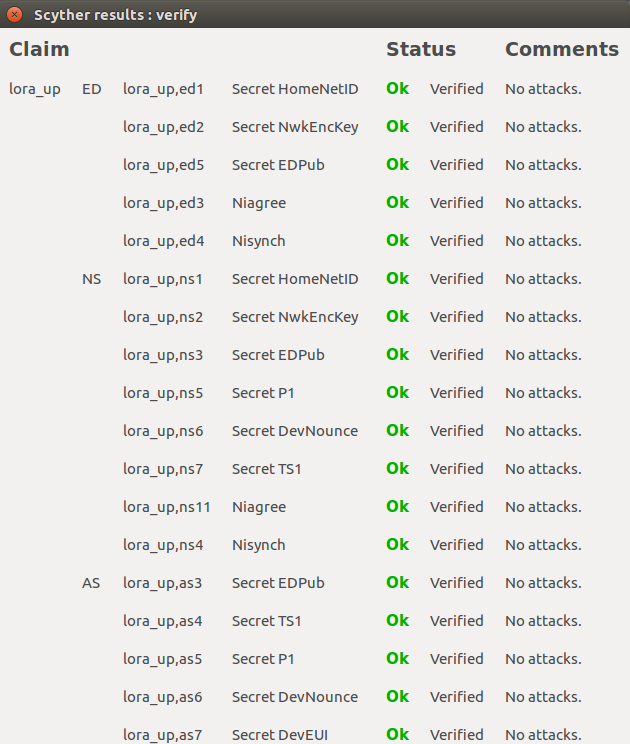 Scyther results : verify
Claim Status Comments
lora_up ED lora_up,ed1 Secret HomeNetID Ok Verified No attacks.
lora_up,ed2 Secret NwkEncKey Ok Verified No attacks.
lora_up,ed5 Secret EDPub Ok Verified No attacks.
lora_up,ed3 Niagree Ok Verified No attacks.
lora_up,ed4 Nisynch Ok Verified No attacks.
NS lora_up,ns1 Secret HomeNetID Ok Verified No attacks.
lora_up,ns2 Secret NwkEncKey Ok Verified No attacks.
lora_up,ns3 Secret EDPub Ok Verified No attacks.
lora_up,ns5 Secret P1 Ok Verified No attacks.
lora_up,ns6 Secret DevNounce Ok Verified No attacks.
lora_up,ns7 Secret TS1 Ok Verified No attacks.
lora_up,ns11 Niagree Ok Verified No attacks.
lora_up,ns4 Nisynch Ok Verified No attacks.
AS lora_up,as3 Secret EDPub Ok Verified No attacks.
lora_up,as4 Secret TS1 Ok Verified No attacks.
lora_up,as5 Secret P1 Ok Verified No attacks.
lora_up,as6 Secret DevNounce Ok Verified No attacks.
lora_up,as7 Secret DevEUI Ok Verified No attacks.